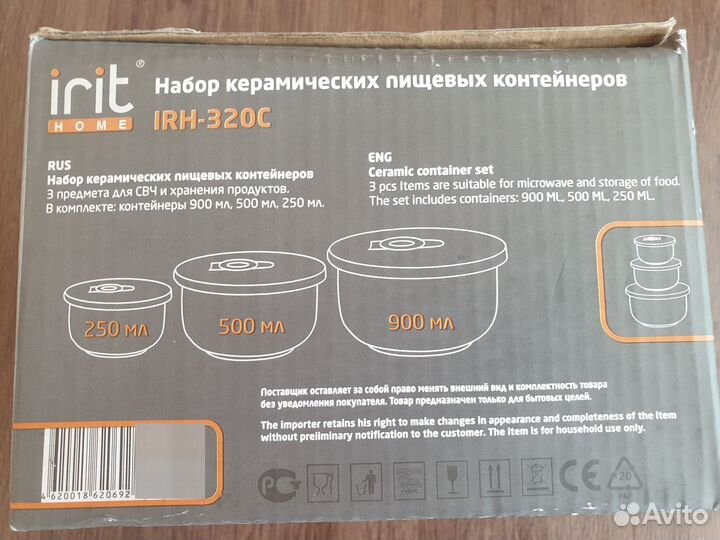 irit®
HOME
Набор керамических пищевых контейнеров
IRH-320C
RUS
Набор керамических пищевых контейнеров
3 предмета для СВЧ и хранения продуктов.
В комплекте: контейнеры 900 мл, 500 мл, 250 мл.
ENG
Ceramic container set
3 pcs Items are suitable for microwave and storage of food.
The set includes containers: 900 ML, 500 ML, 250 ML.
250 мл
500 мл
900 мл
Поставщик оставляет за собой право менять внешний вид и комплектность товара
без уведомления покупателя. Товар предназначен только для бытовых целей.
The importer retains his right to make changes in appearance and completeness of the item
without preliminary notification to the customer. The item is for household use only.
4620018620692
CE
20
PAP
Avito